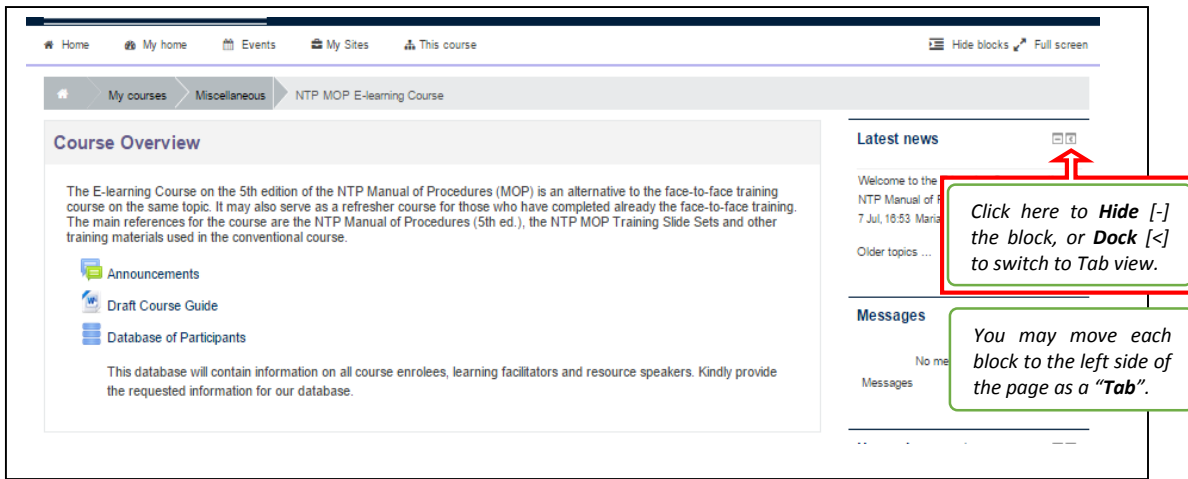 Home My home Events My Sites This course Hide blocks Full screen
My courses Miscellaneous NTP MOP E-learning Course
Course Overview
The E-learning Course on the 5th edition of the NTP Manual of Procedures (MOP) is an alternative to the face-to-face training
course on the same topic. It may also serve as a refresher course for those who have completed already the face-to-face training.
The main references for the course are the NTP Manual of Procedures (5th ed.), the NTP MOP Training Slide Sets and other
training materials used in the conventional course.
Announcements
Draft Course Guide
Database of Participants
This database will contain information on all course enrolees, learning facilitators and resource speakers. Kindly provide
the requested information for our database.
Latest news
Welcome to the
NTP Manual of
7 Jul, 16:53 Maria
Older topics ...
Click here to Hide [-]
the block, or Dock [<]
to switch to Tab view.
Messages
No
Messages
You may move each
block to the left side of
the page as a “Tab”.